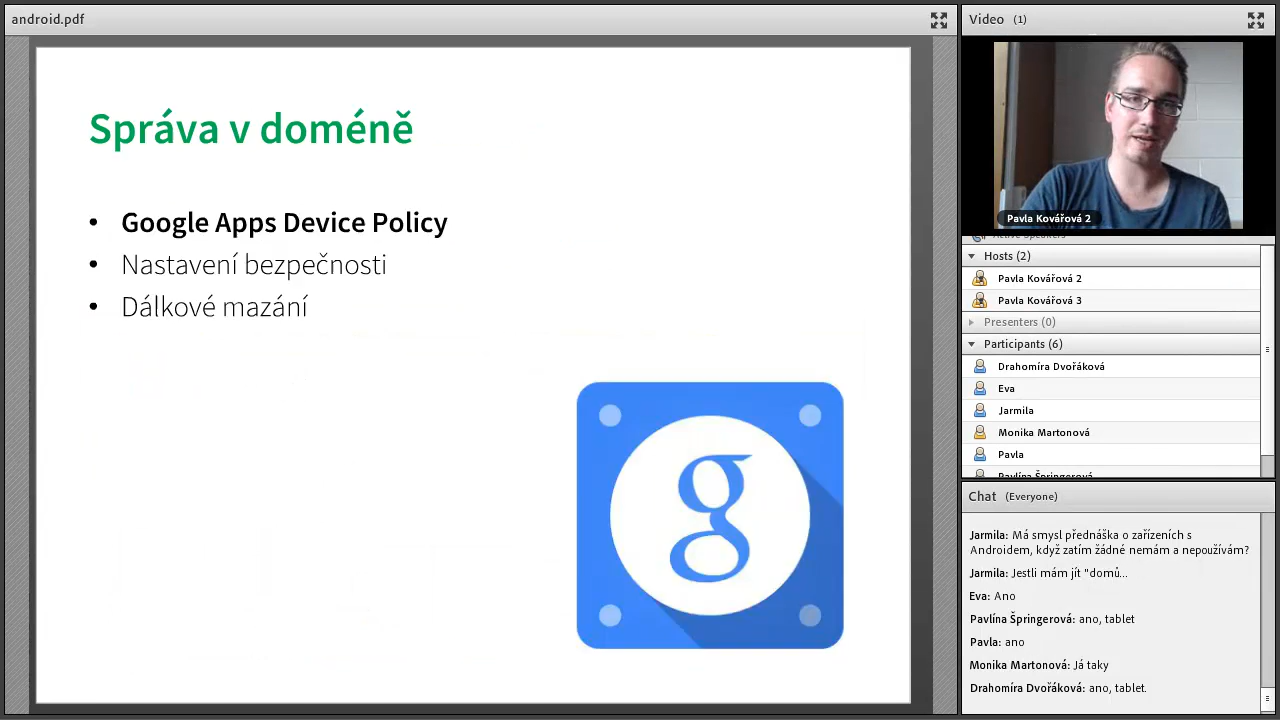 android.pdf
Správa v doméně
• Google Apps Device Policy
• Nastavení bezpečnosti
• Dálkové mazání
g
Video (1)
Pavla Kovářová 2
Active Speakers
Hosts (2)
Pavla Kovářová 2
Pavla Kovářová 3
Presenters (0)
Participants (6)
Drahomíra Dvořáková
Eva
Jarmila
Monika Martonová
Pavla
Pavlína Špringerová
Chat (Everyone)
Jarmila: Má smysl přednáška o zařízeních s
Androidem, když zatím žádné nemám a nepoužívám?
Jarmila: Jestli mám jít "domů...
Eva: Ano
Pavlína Špringerová: ano, tablet
Pavla: ano
Monika Martonová: Já taky
Drahomíra Dvořáková: ano, tablet.